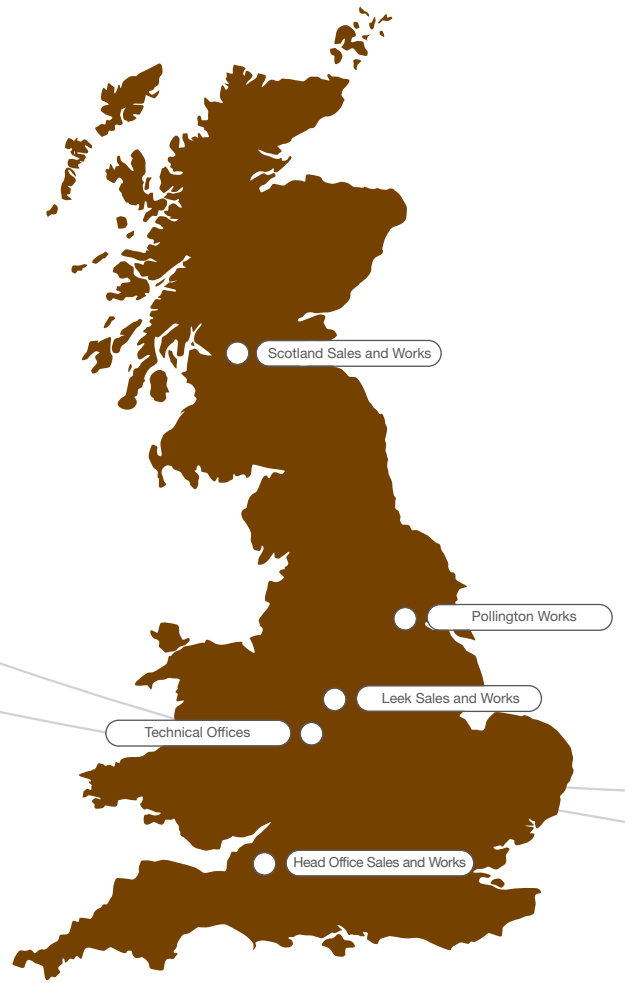 Scotland Sales and Works
Pollington Works
Leek Sales and Works
Technical Offices
Head Office Sales and Works